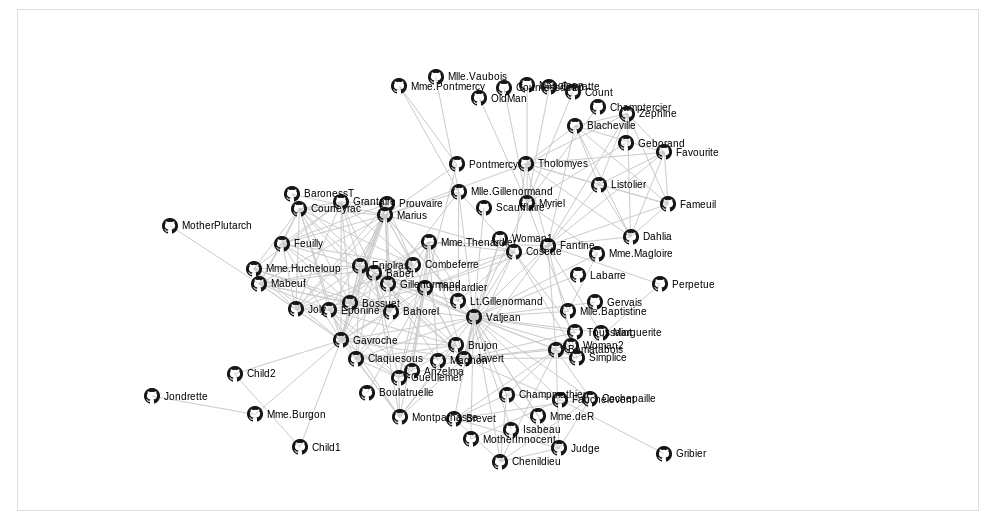 Mlle.Vaubois
Mme.Pontmercy
OldMan
Count
Champtercier
Zephine
Blacheville
Geborand
Favourite
Pontmercy
Tholomyes
Listolier
Mlle.Gillenormand
BaronessT
Grantaire
Prouvaire
Myriel
Fameuil
Scaufflaire
Courfeyrac
Marius
MotherPlutarch
Dahlia
Woman1
Mme.Thenardier
Feuilly
Fantine
Cosette
Mme.Magloire
Combeferre
Enjolras
Mme.Hucheloup
Babet
Labarre
Mabeuf
Gillenormand
Thenardier
Perpetue
Lt.Gillenormand
Gervais
Bossuet
Joly
Eponine
Bahorel
Mlle.Baptistine
Valjean
Toussaint
Marguerite
Gavroche
Brujon
Woman2
Bamatabois
Simplice
Claquesous
Magnon
Javert
Anzelma
Child2
Gueulemer
Boulatruelle
Champmathieu
Jondrette
Fauchelevent
Cochepaille
Mme.Burgon
Montparnasse
Brevet
Mme.deR
Isabeau
MotherInnocent
Child1
Judge
Gribier
Chenildieu